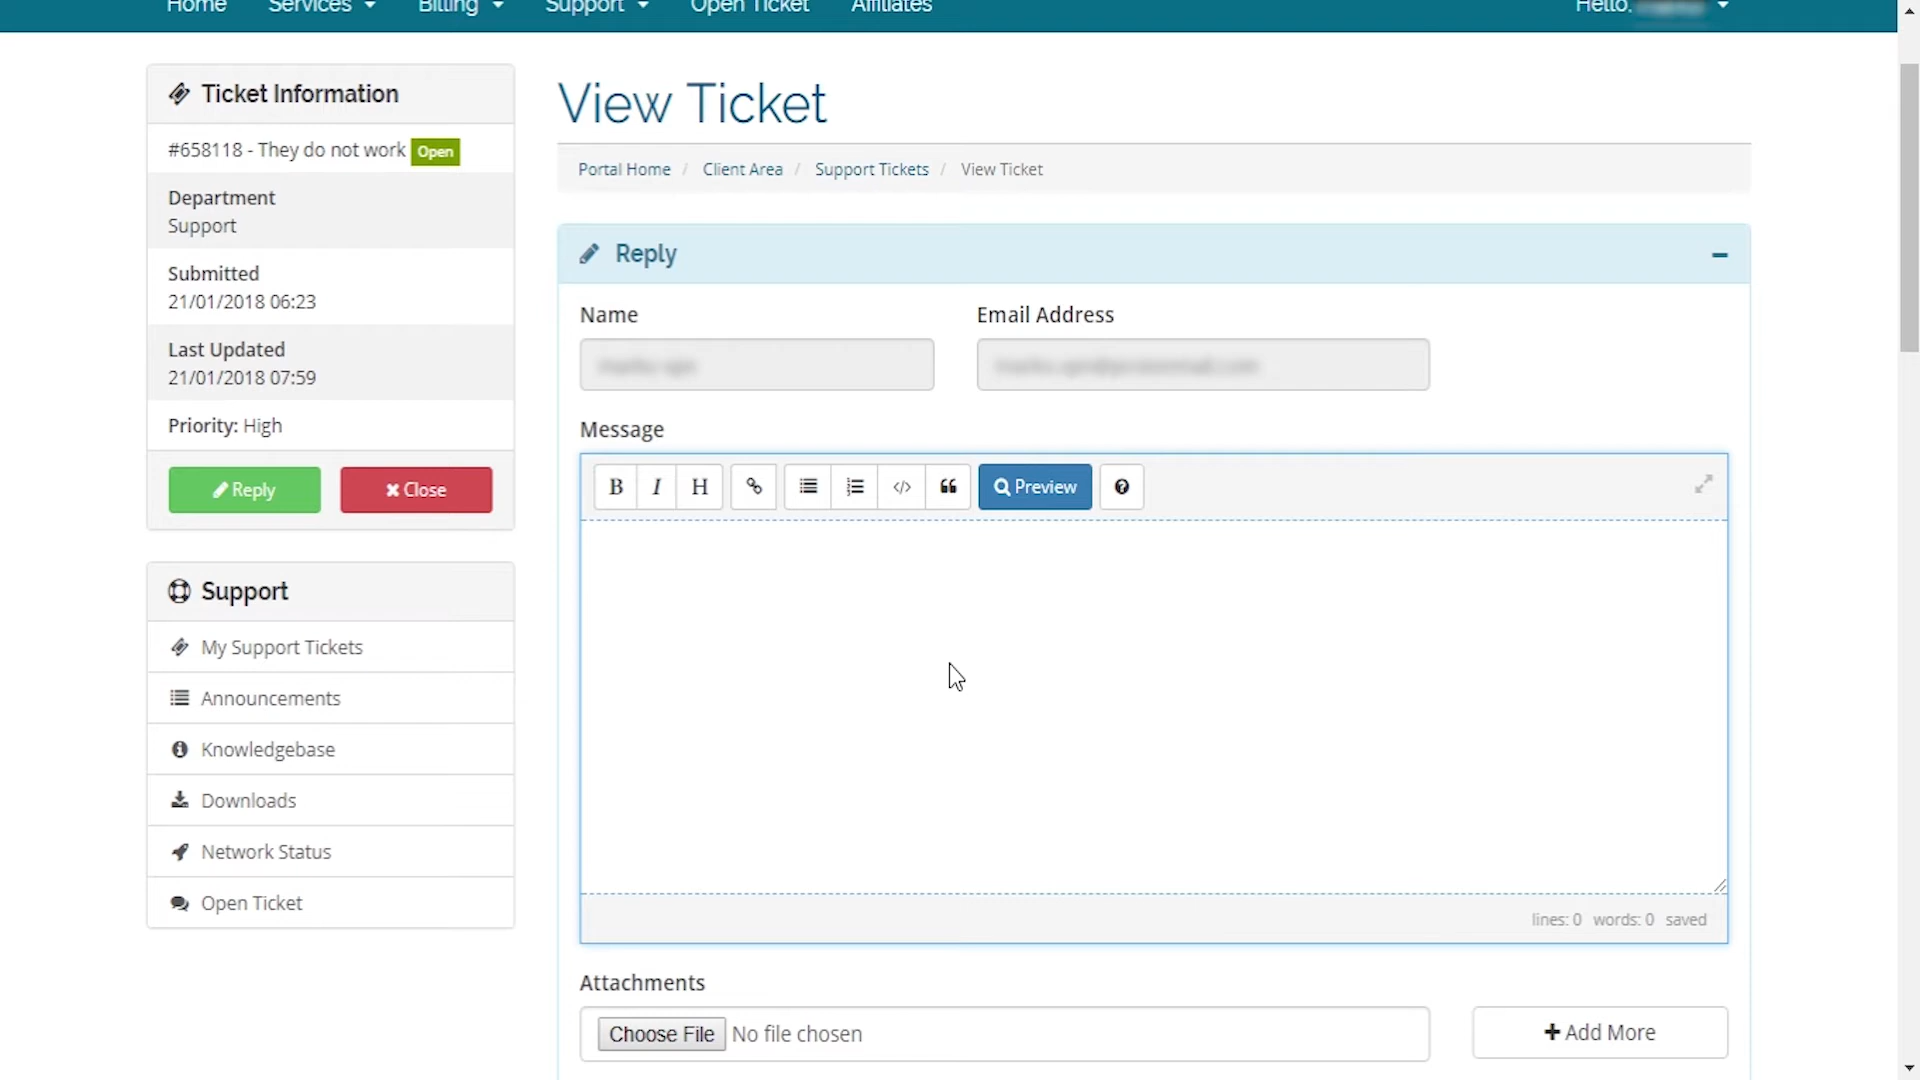 Home Services Billing Support Open Ticket Affiliates Hello,
Ticket Information
#658118 - They do not work Open
Department
Support
Submitted
21/01/2018 06:23
Last Updated
21/01/2018 07:59
Priority: High
Reply Close
Support
My Support Tickets
Announcements
Knowledgebase
Downloads
Network Status
Open Ticket
View Ticket
Portal Home / Client Area / Support Tickets / View Ticket
Reply
Name Email Address
Message
B I H Preview
lines: 0 words: 0 saved
Attachments
Choose File No file chosen
Add More